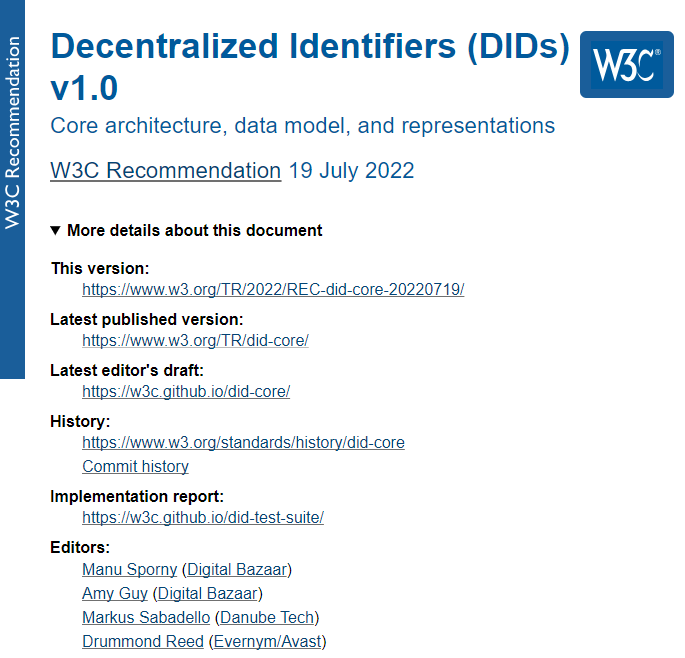 W3C Recommendation
Decentralized Identifiers (DIDs)
v1.0
W3C®
Core architecture, data model, and representations
W3C Recommendation 19 July 2022
▼ More details about this document
This version:
https://www.w3.org/TR/2022/REC-did-core-20220719/
Latest published version:
https://www.w3.org/TR/did-core/
Latest editor's draft:
https://w3c.github.io/did-core/
History:
https://www.w3.org/standards/history/did-core
Commit history
Implementation report:
https://w3c.github.io/did-test-suite/
Editors:
Manu Sporny (Digital Bazaar)
Amy Guy (Digital Bazaar)
Markus Sabadello (Danube Tech)
Drummond Reed (Evernym/Avast)